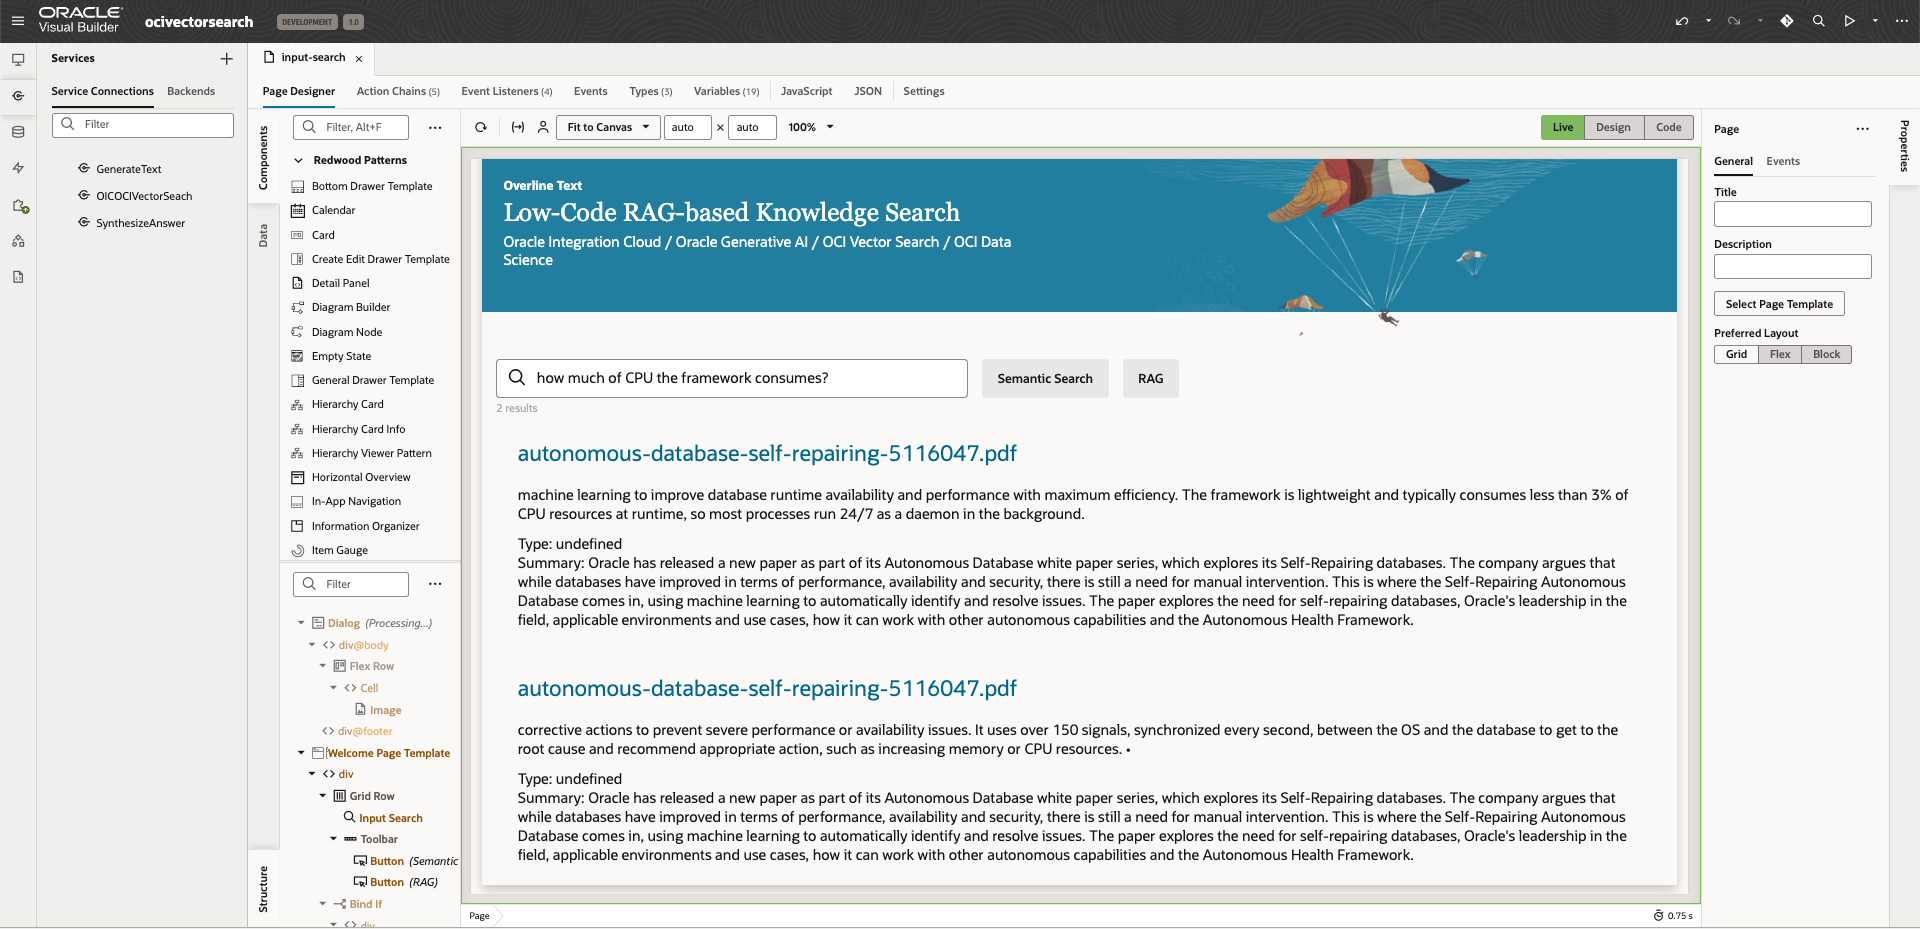 ORACLE
Visual Builder
ocivectorsearch
DEVELOPMENT
1.0
Services
Service Connections
Backends
Filter
GenerateText
OICOCIVectorSeach
SynthesizeAnswer
input-search
Page Designer
Action Chains (5)
Event Listeners (4)
Events
Types (3)
Variables (19)
JavaScript
JSON
Settings
Components
Data
Structure
Filter, Alt+F
Redwood Patterns
Bottom Drawer Template
Calendar
Card
Create Edit Drawer Template
Detail Panel
Diagram Builder
Diagram Node
Empty State
General Drawer Template
Hierarchy Card
Hierarchy Card Info
Hierarchy Viewer Pattern
Horizontal Overview
In-App Navigation
Information Organizer
Item Gauge
Filter
Dialog (Processing...)
div@body
Flex Row
Cell
Image
div@footer
Welcome Page Template
div
Grid Row
Input Search
Toolbar
Button (Semantic
Button (RAG)
Bind If
div
Fit to Canvas
auto
×
auto
100%
Live
Design
Code
Overline Text
Low-Code RAG-based Knowledge Search
Oracle Integration Cloud / Oracle Generative AI / OCI Vector Search / OCI Data
Science
how much of CPU the framework consumes?
Semantic Search
RAG
2 results
autonomous-database-self-repairing-5116047.pdf
machine learning to improve database runtime availability and performance with maximum efficiency. The framework is lightweight and typically consumes less than 3% of
CPU resources at runtime, so most processes run 24/7 as a daemon in the background.
Type: undefined
Summary: Oracle has released a new paper as part of its Autonomous Database white paper series, which explores its Self-Repairing databases. The company argues that
while databases have improved in terms of performance, availability and security, there is still a need for manual intervention. This is where the Self-Repairing Autonomous
Database comes in, using machine learning to automatically identify and resolve issues. The paper explores the need for self-repairing databases, Oracle's leadership in the
field, applicable environments and use cases, how it can work with other autonomous capabilities and the Autonomous Health Framework.
autonomous-database-self-repairing-5116047.pdf
corrective actions to prevent severe performance or availability issues. It uses over 150 signals, synchronized every second, between the OS and the database to get to the
root cause and recommend appropriate action, such as increasing memory or CPU resources. •
Type: undefined
Summary: Oracle has released a new paper as part of its Autonomous Database white paper series, which explores its Self-Repairing databases. The company argues that
while databases have improved in terms of performance, availability and security, there is still a need for manual intervention. This is where the Self-Repairing Autonomous
Database comes in, using machine learning to automatically identify and resolve issues. The paper explores the need for self-repairing databases, Oracle's leadership in the
field, applicable environments and use cases, how it can work with other autonomous capabilities and the Autonomous Health Framework.
Page
0.75 s
Page
General
Events
Title
Description
Select Page Template
Preferred Layout
Grid
Flex
Block
Properties